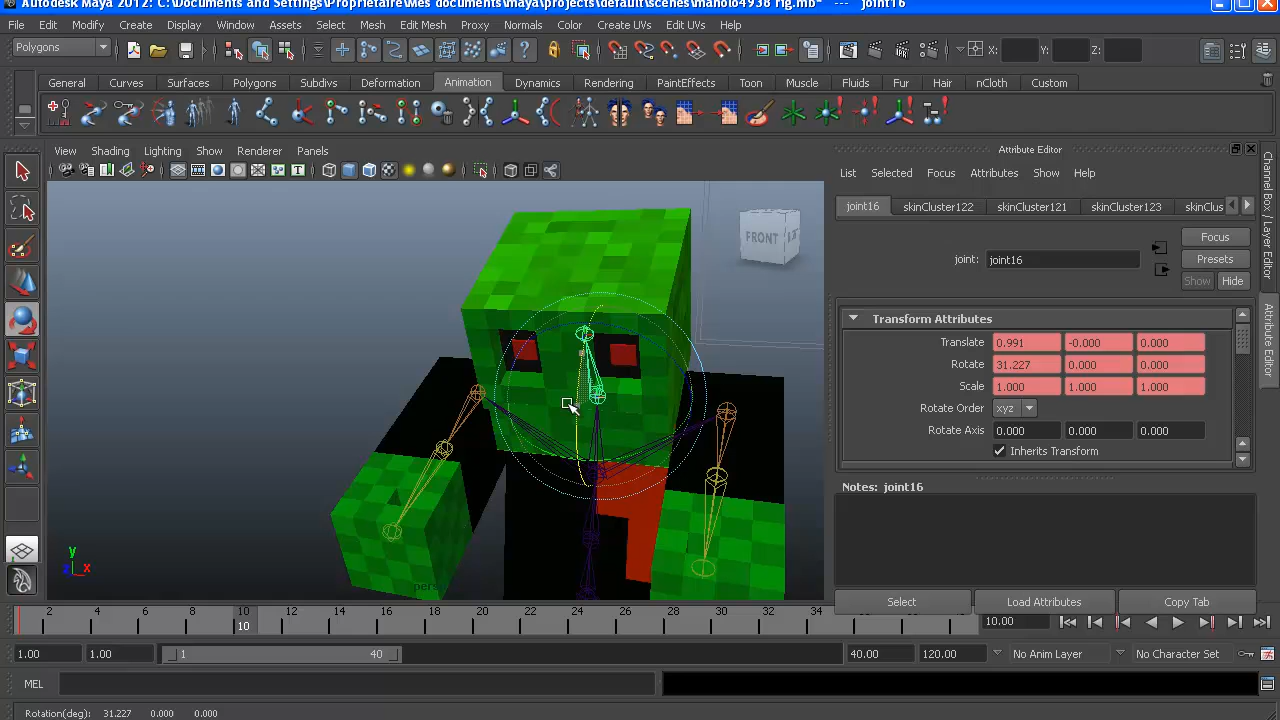 Autodesk Maya 2012: C:\Documents and Settings\Proprietaire\Mes documents\maya\projects\default\scenes\manolo4938 rig.mb* --- joint16
File Edit Modify Create Display Window Assets Select Mesh Edit Mesh Proxy Normals Color Create UVs Edit UVs Help
Polygons X: Y: Z:
General Curves Surfaces Polygons Subdivs Deformation Animation Dynamics Rendering PaintEffects Toon Muscle Fluids Fur Hair nCloth Custom
View Shading Lighting Show Renderer Panels
Attribute Editor
List Selected Focus Attributes Show Help
joint16 skinCluster122 skinCluster121 skinCluster123 skinClus
Focus
joint: joint16
Presets
Show Hide
Transform Attributes
Translate 0.991 -0.000 0.000
Rotate 31.227 0.000 0.000
Scale 1.000 1.000 1.000
Rotate Order xyz
Rotate Axis 0.000 0.000 0.000
Inherits Transform
Notes: joint16
Select Load Attributes Copy Tab
Channel Box / Layer Editor
Attribute Editor
FRONT
y
z x
persp
2 4 6 8 10 12 14 16 18 20 22 24 26 28 30 32 34
10
10.00
1.00 1.00 1 40 40.00 120.00 No Anim Layer No Character Set
MEL
Rotation(deg): 31.227 0.000 0.000